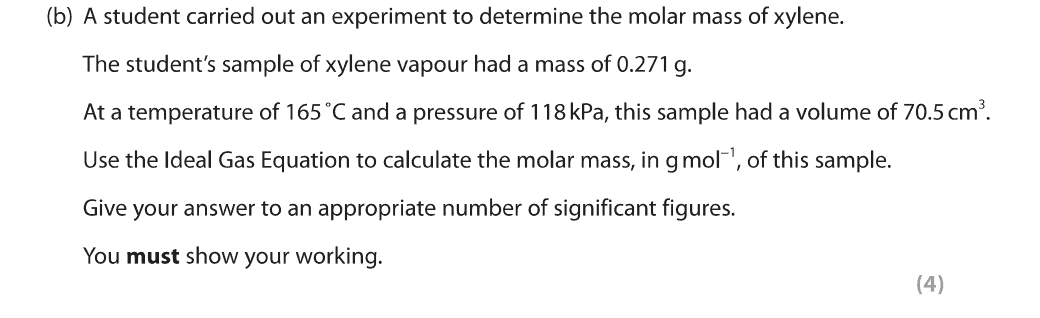 (b) A student carried out an experiment to determine the molar mass of xylene.
The student's sample of xylene vapour had a mass of 0.271 g.
At a temperature of 165 °C and a pressure of 118 kPa, this sample had a volume of 70.5 cm³.
Use the Ideal Gas Equation to calculate the molar mass, in g mol⁻¹, of this sample.
Give your answer to an appropriate number of significant figures.
You must show your working.
(4)